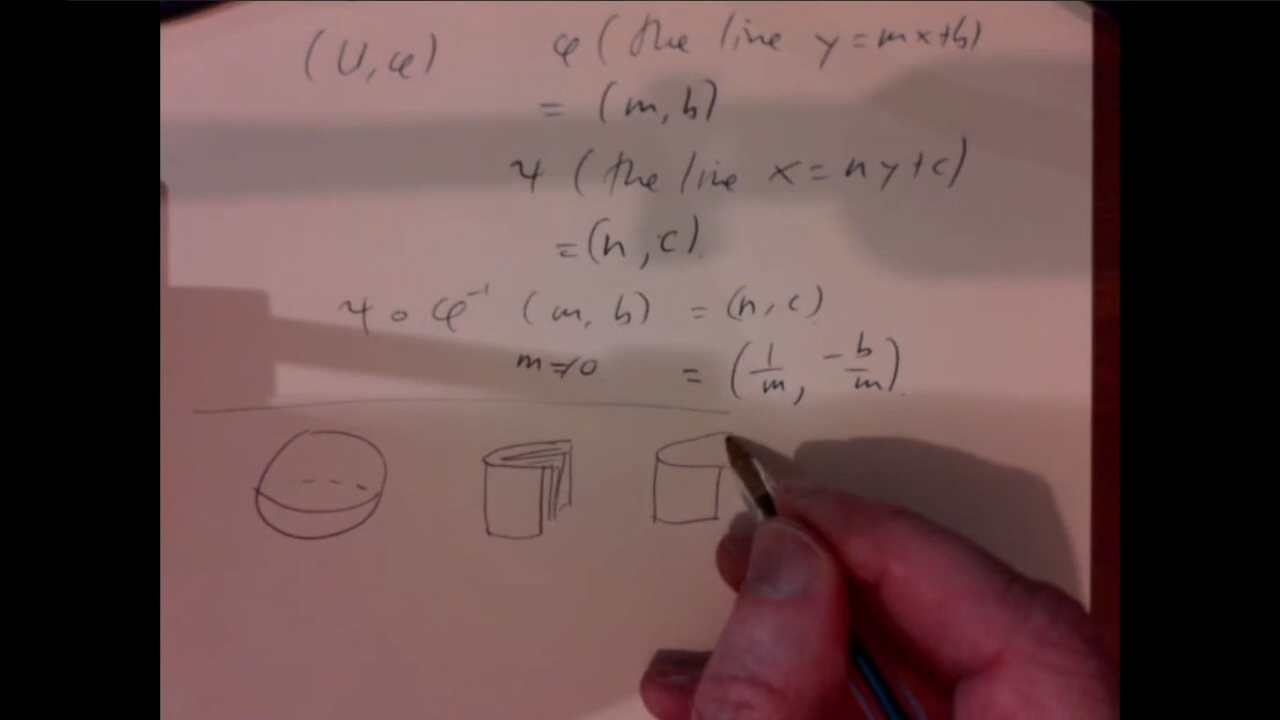 (U,φ) φ(the line y=mx+b)
= (m,b)
ψ (the line x=ny+c)
=(n,c).
ψ∘φ⁻¹ (m,b) = (n,c)
m≠0 = (1/m, -b/m).